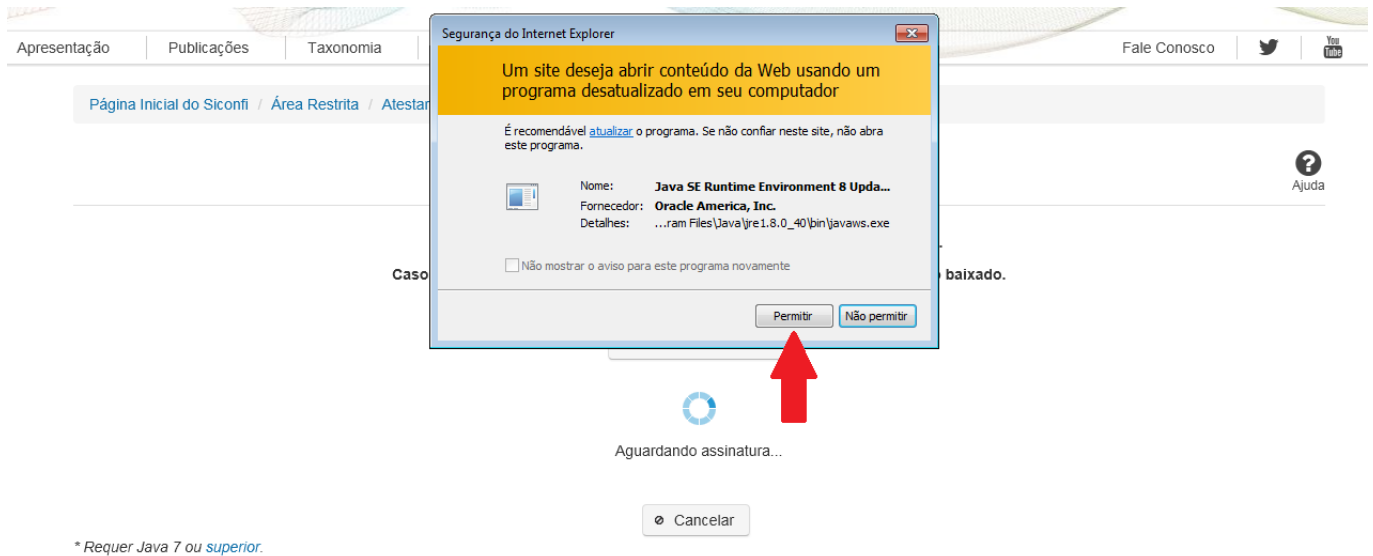 Segurança do Internet Explorer
Apresentação Publicações Taxonomia Fale Conosco You Tube
Um site deseja abrir conteúdo da Web usando um
programa desatualizado em seu computador
Página Inicial do Siconfi / Área Restrita / Atestar
É recomendável atualizar o programa. Se não confiar neste site, não abra
este programa.
Ajuda
Nome: Java SE Runtime Environment 8 Upda...
Fornecedor: Oracle America, Inc.
Detalhes: ...ram Files\Java\jre1.8.0_40\bin\javaws.exe
Não mostrar o aviso para este programa novamente
Caso baixado.
Permitir Não permitir
Aguardando assinatura...
Cancelar
* Requer Java 7 ou superior.